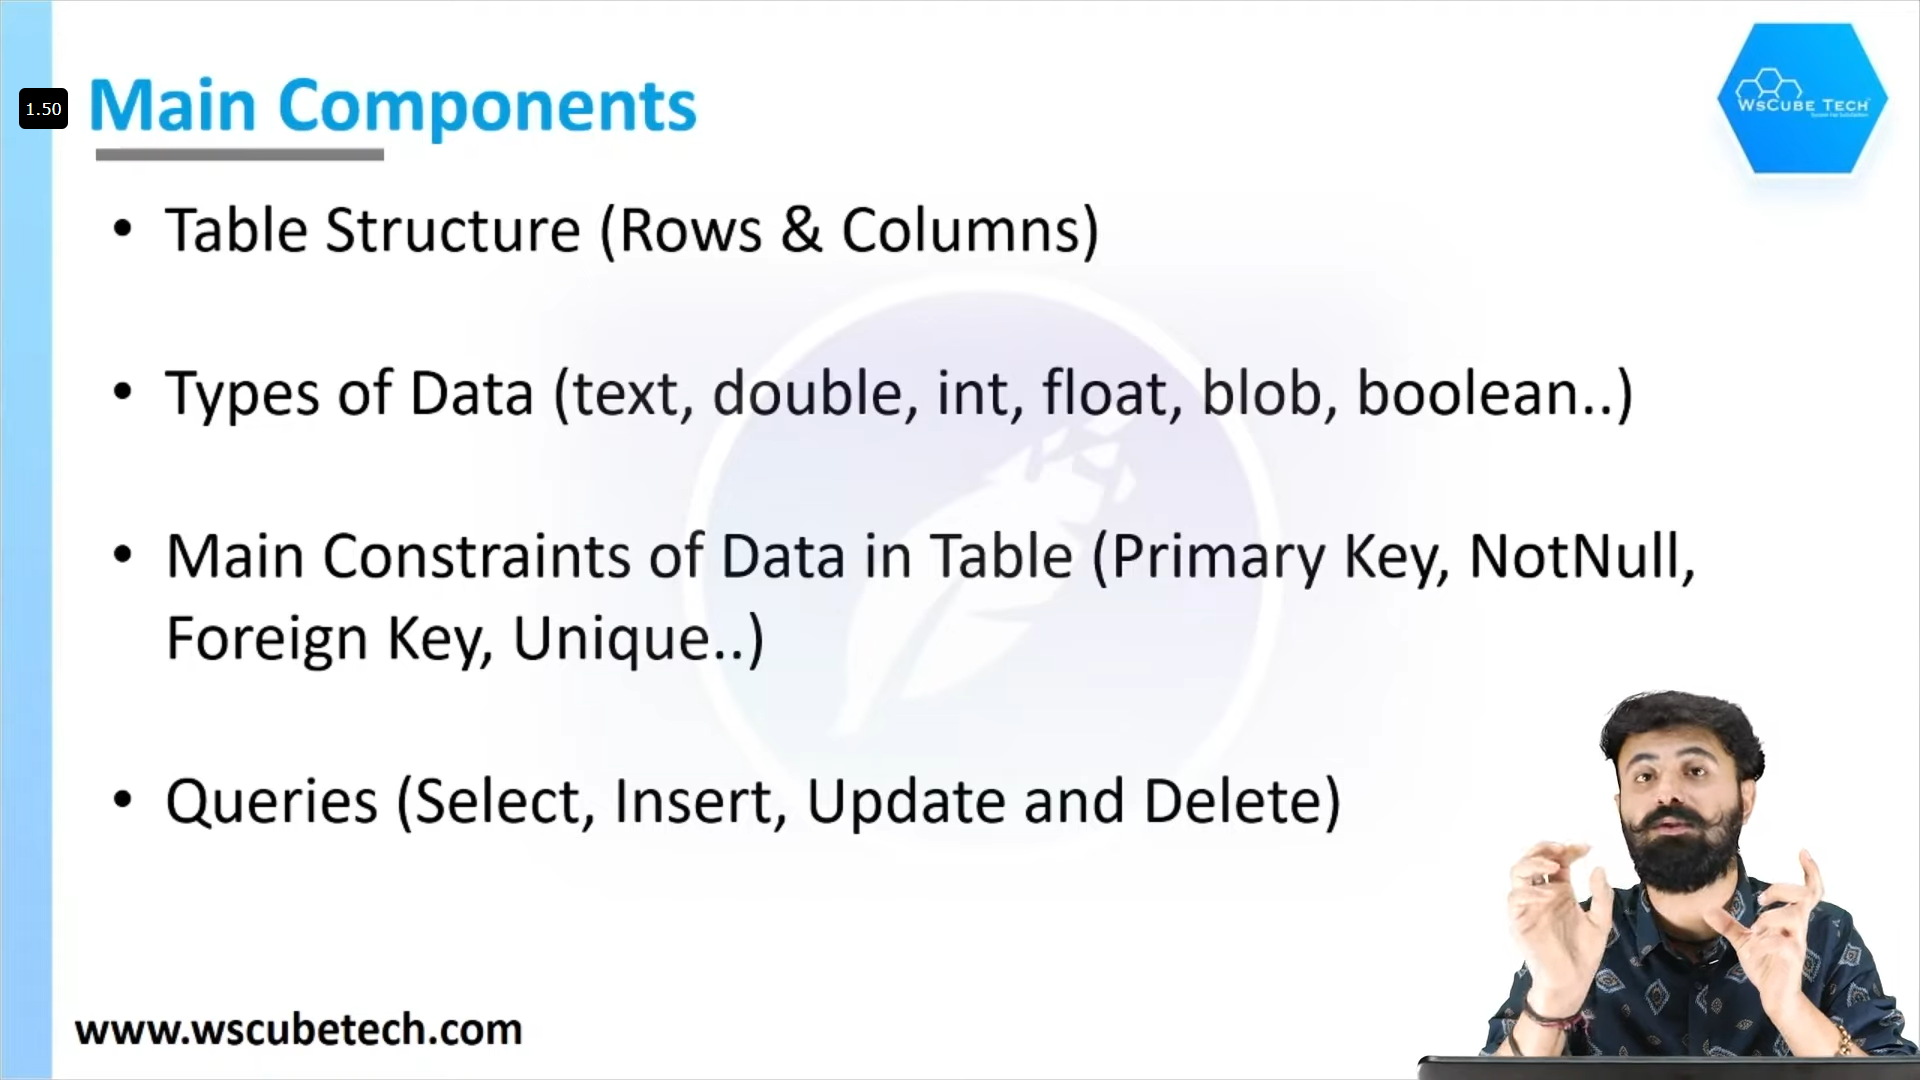 1.50
Main Components
WsCube Tech
• Table Structure (Rows & Columns)
• Types of Data (text, double, int, float, blob, boolean..)
• Main Constraints of Data in Table (Primary Key, NotNull,
Foreign Key, Unique..)
• Queries (Select, Insert, Update and Delete)
www.wscubetech.com